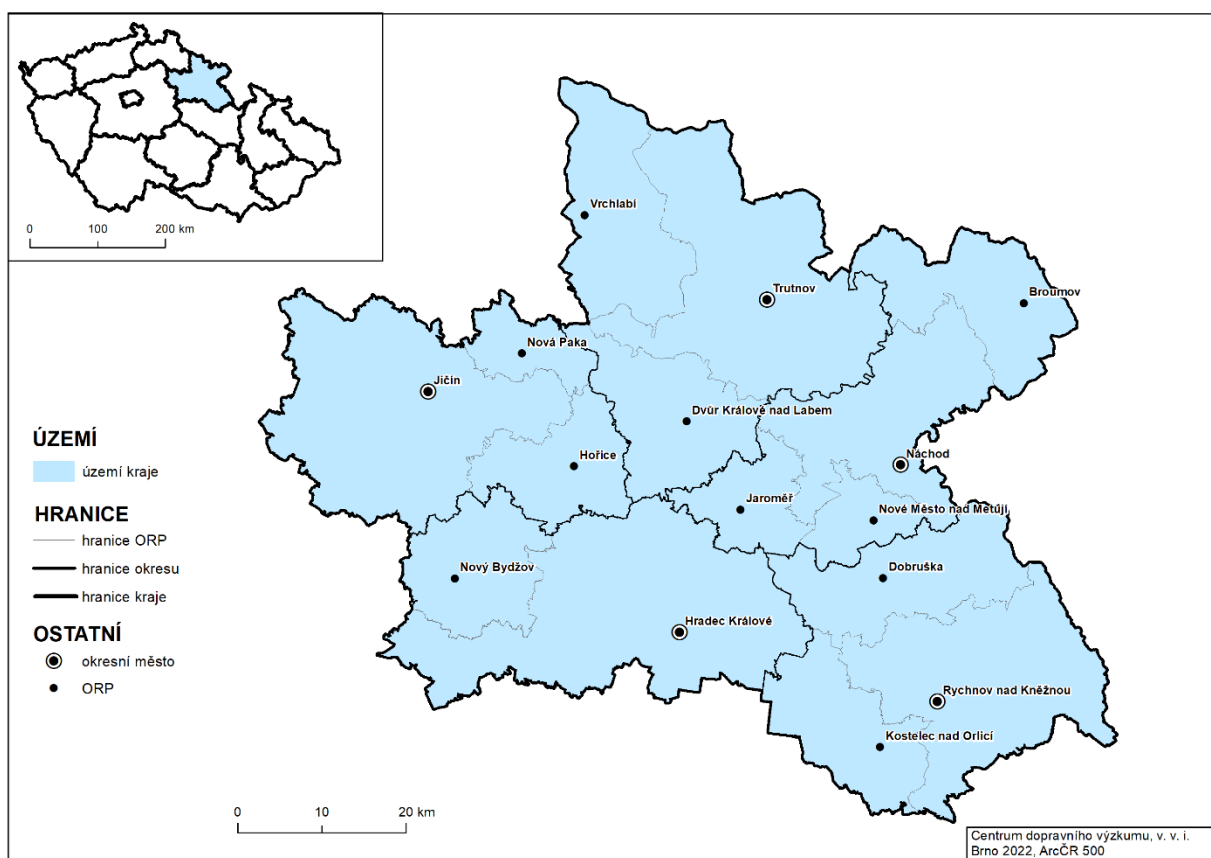 0 100 200 km
Vrchlabí
Trutnov
Broumov
Nová Paka
Jičín
Dvůr Králové nad Labem
Hořice
Náchod
Jaroměř
Nové Město nad Metují
Nový Bydžov
Dobruška
Hradec Králové
Rychnov nad Kněžnou
Kostelec nad Orlicí
ÚZEMÍ
území kraje
HRANICE
hranice ORP
hranice okresu
hranice kraje
OSTATNÍ
okresní město
ORP
0 10 20 km
Centrum dopravního výzkumu, v. v. i.
Brno 2022, ArcČR 500